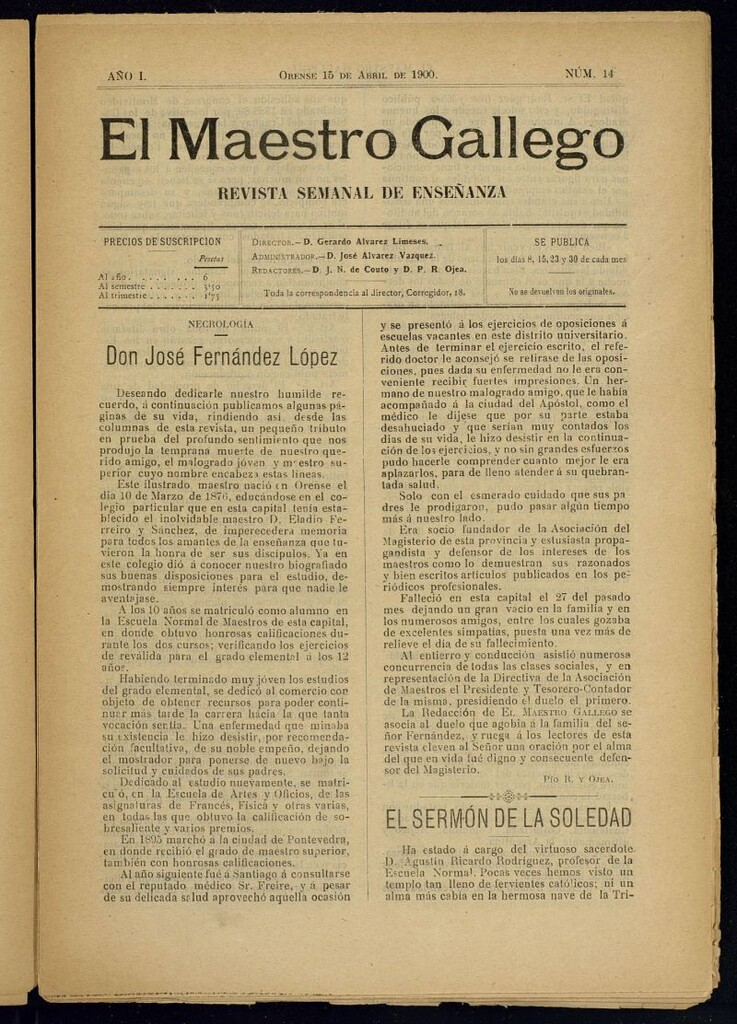 AÑO I.
ORENSE 15 DE ABRIL DE 1900.
NÚM. 14
El Maestro Gallego
REVISTA SEMANAL DE ENSEÑANZA
PRECIOS DE SUSCRIPCION
Pesetas
Al año. . . . . . . . 6
Al semestre . . . . . . . 3'50
Al trimestre . . . . . . . 1'75
DIRECTOR.—D. Gerardo Alvarez Limeses.
ADMINISTRADOR.—D. José Alvarez Vazquez.
REDACTORES.—D. J. N. de Couto y D. P. R. Ojea.
Toda la correspondencia al director, Corregidor, 18.
SE PUBLICA
los días 8, 15, 23 y 30 de cada mes
No se devuelven los originales.
NECROLOGÍA
Don José Fernández López
Deseando dedicarle nuestro humilde re-
cuerdo, á continuación publicamos algunas pá-
ginas de su vida, rindiendo así, desde las
columnas de esta revista, un pequeño tributo
en prueba del profundo sentimiento que nos
produjo la temprana muerte de nuestro que-
rido amigo, el malogrado jóven y maestro su-
perior cuyo nombre encabeza estas líneas.
Este ilustrado maestro nació en Orense el
día 10 de Marzo de 1876, educándose en el co-
legio particular que en esta capital tenía esta-
blecido el inolvidable maestro D. Eladio Fe-
rreiro y Sánchez, de imperecedera memoria
para todos los amantes de la enseñanza que tu-
vieron la honra de ser sus discípulos. Ya en
este colegio dió á conocer nuestro biografiado
sus buenas disposiciones para el estudio, de-
mostrando siempre interés para que nadie le
aventajase.
A los 10 años se matriculó como alumno en
la Escuela Normal de Maestros de esta capital,
en donde obtuvo honrosas calificaciones du-
rante los dos cursos; verificando los ejercicios
de reválida para el grado elemental á los 12
años.
Habiendo terminado muy jóven los estudios
del grado elemental, se dedicó al comercio con
objeto de obtener recursos para poder conti-
nuer más tarde la carrera hácia la que tanta
vocación sertía. Una enfermedad que minaba
su existencia le hizo desistir, por recomenda-
ción facultativa, de su noble empeño, dejando
el mostrador para ponerse de nuevo bajo la
solicitud y cuidados de sus padres.
Dedicado al estudio nuevamente, se matri-
culó, en la Escuela de Artes y Oficios, de las
asignaturas de Francés, Física y otras varias,
en todas las que obtuvo la calificación de so-
bresaliente y varios premios.
En 1895 marchó á la ciudad de Pontevedra,
en donde recibió el grado de maestro superior,
también con honrosas calificaciones.
Al año siguiente fué á Santiago á consultarse
con el reputado médico Sr. Freire, y á pesar
de su delicada salud aprovechó aquella ocasión
y se presentó á los ejercicios de oposiciones á
escuelas vacantes en este distrito universitario.
Antes de terminar el ejercicio escrito, el refe-
rido doctor le aconsejó se retirase de las oposi-
ciones, pues dada su enfermedad no le era con-
veniente recibir fuertes impresiones. Un her-
mano de nuestro malogrado amigo, que le había
acompañado á la ciudad del Apóstol, como el
médico le dijese que por su parte estaba
desahuciado y que serían muy contados los
días de su vida, le hizo desistir en la continua-
ción de los ejercicios, y no sin grandes esfuerzos
pudo hacerle comprender cuanto mejor le era
aplazarlos, para de lleno atender á su quebran-
tada salud.
Solo con el esmerado cuidado que sus pa
dres le prodigaron, pudo pasar algún tiempo
más á nuestro lado.
Era socio fundador de la Asociación del
Magisterio de esta provincia y estusiasta propa-
gandista y defensor de los intereses de los
maestros como lo demuestran sus razonados
y bien escritos artículos publicados en los pe-
riódicos profesionales.
Falleció en esta capital el 27 del pasado
mes dejando un gran vacío en la familia y en
los numerosos amigos, entre los cuales gozaba
de excelentes simpatías, puesta una vez más de
relieve el día de su fallecimiento.
Al entierro y conducción asistió numerosa
concurrencia de todas las clases sociales, y en
representación de la Directiva de la Asociación
de Maestros el Presidente y Tesorero-Contador
de la misma, presidiendo el duelo el primero.
La Redacción de EL MAESTRO GALLEGO se
asocia al duelo que agobia á la familia del se-
ñor Fernández, y ruega á los lectores de esta
revista eleven al Señor una oración por el alma
del que en vida fué digno y consecuente defen-
sor del Magisterio.
PÍO R. Y OJEA.
EL SERMÓN DE LA SOLEDAD
Ha estado á cargo del virtuoso sacerdote
D. Agustín Ricardo Rodríguez, profesor de la
Escuela Normal. Pocas veces hemos visto un
templo tan lleno de fervientes católicos; ni un
alma más cabía en la hermosa nave de la Tri-